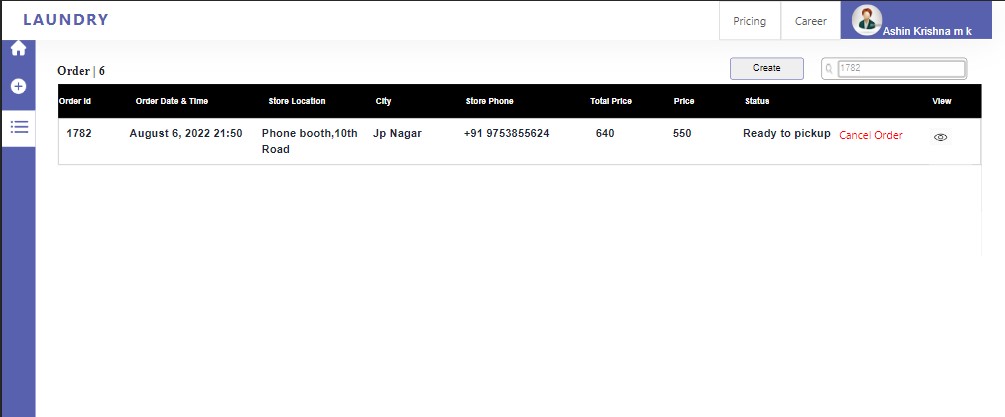 LAUNDRY
Pricing Career Ashin Krishna m k
Order | 6 Create 1782
Order Id Order Date & Time Store Location City Store Phone Total Price Price Status View
1782 August 6, 2022 21:50 Phone booth,10th Jp Nagar +91 9753855624 640 550 Ready to pickup Cancel Order
Road